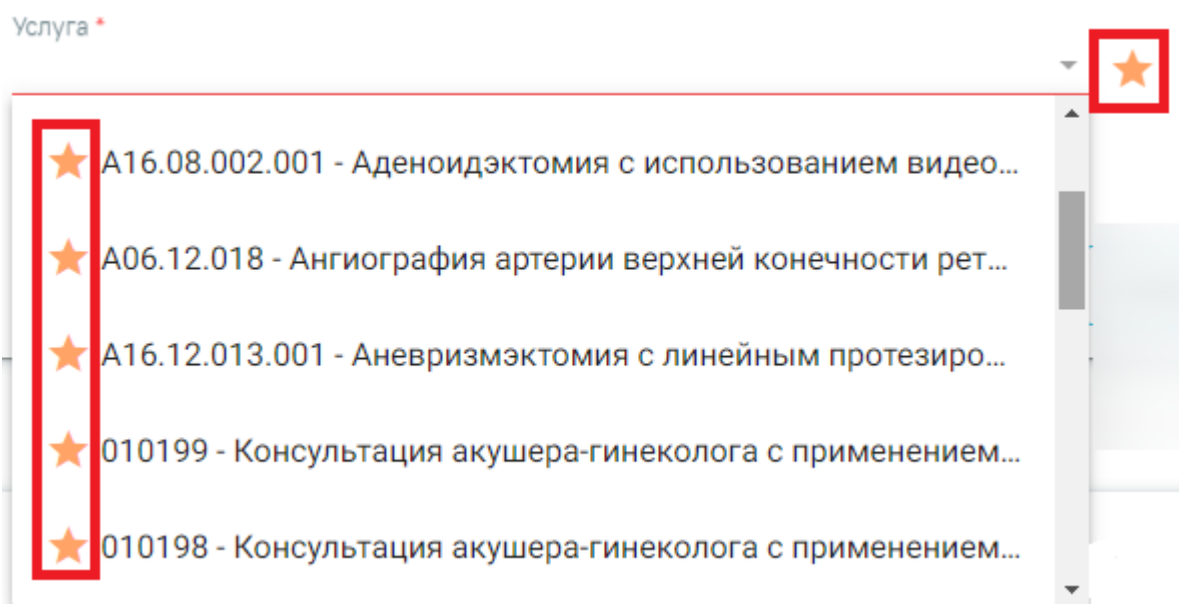 Услуга *
A16.08.002.001 - Аденоидэктомия с использованием видео...
A06.12.018 - Ангиография артерии верхней конечности рет...
A16.12.013.001 - Аневризмэктомия с линейным протезиро...
010199 - Консультация акушера-гинеколога с применением...
010198 - Консультация акушера-гинеколога с применением...